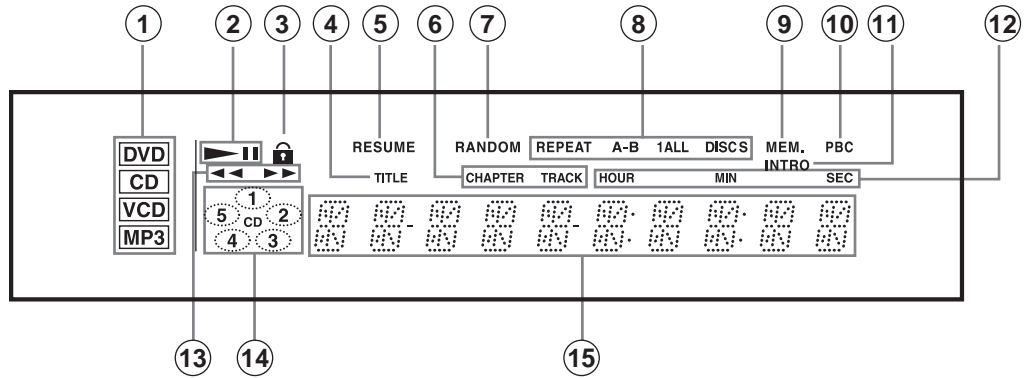 1 2 3 4 5 6 7 8 9 10 11 12
DVD RESUME RANDOM REPEAT A-B 1ALL DISCS MEM. PBC
INTRO
CD TITLE CHAPTER TRACK HOUR MIN SEC
VCD 1
5 CD 2
MP3 4 3
13 14 15